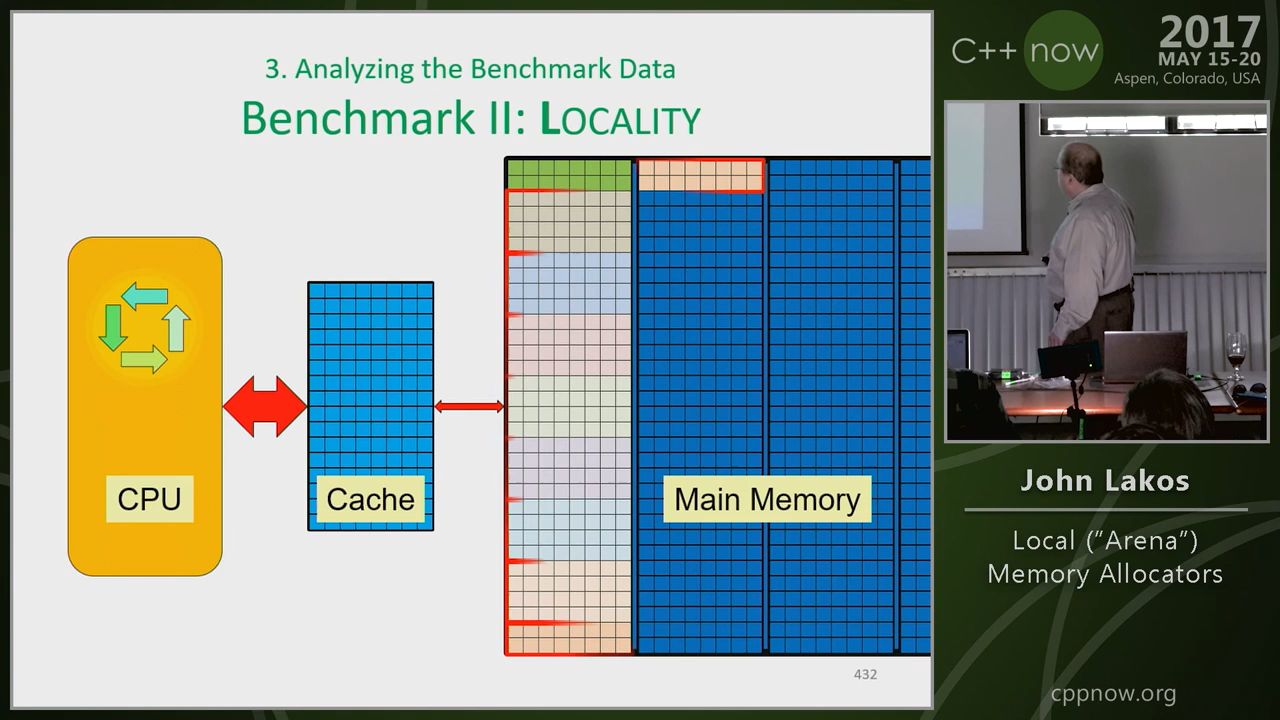 3. Analyzing the Benchmark Data
Benchmark II: LOCALITY
CPU
Cache
Main Memory
432
C++ now
2017
MAY 15-20
Aspen, Colorado, USA
John Lakos
Local (“Arena”)
Memory Allocators
cppnow.org